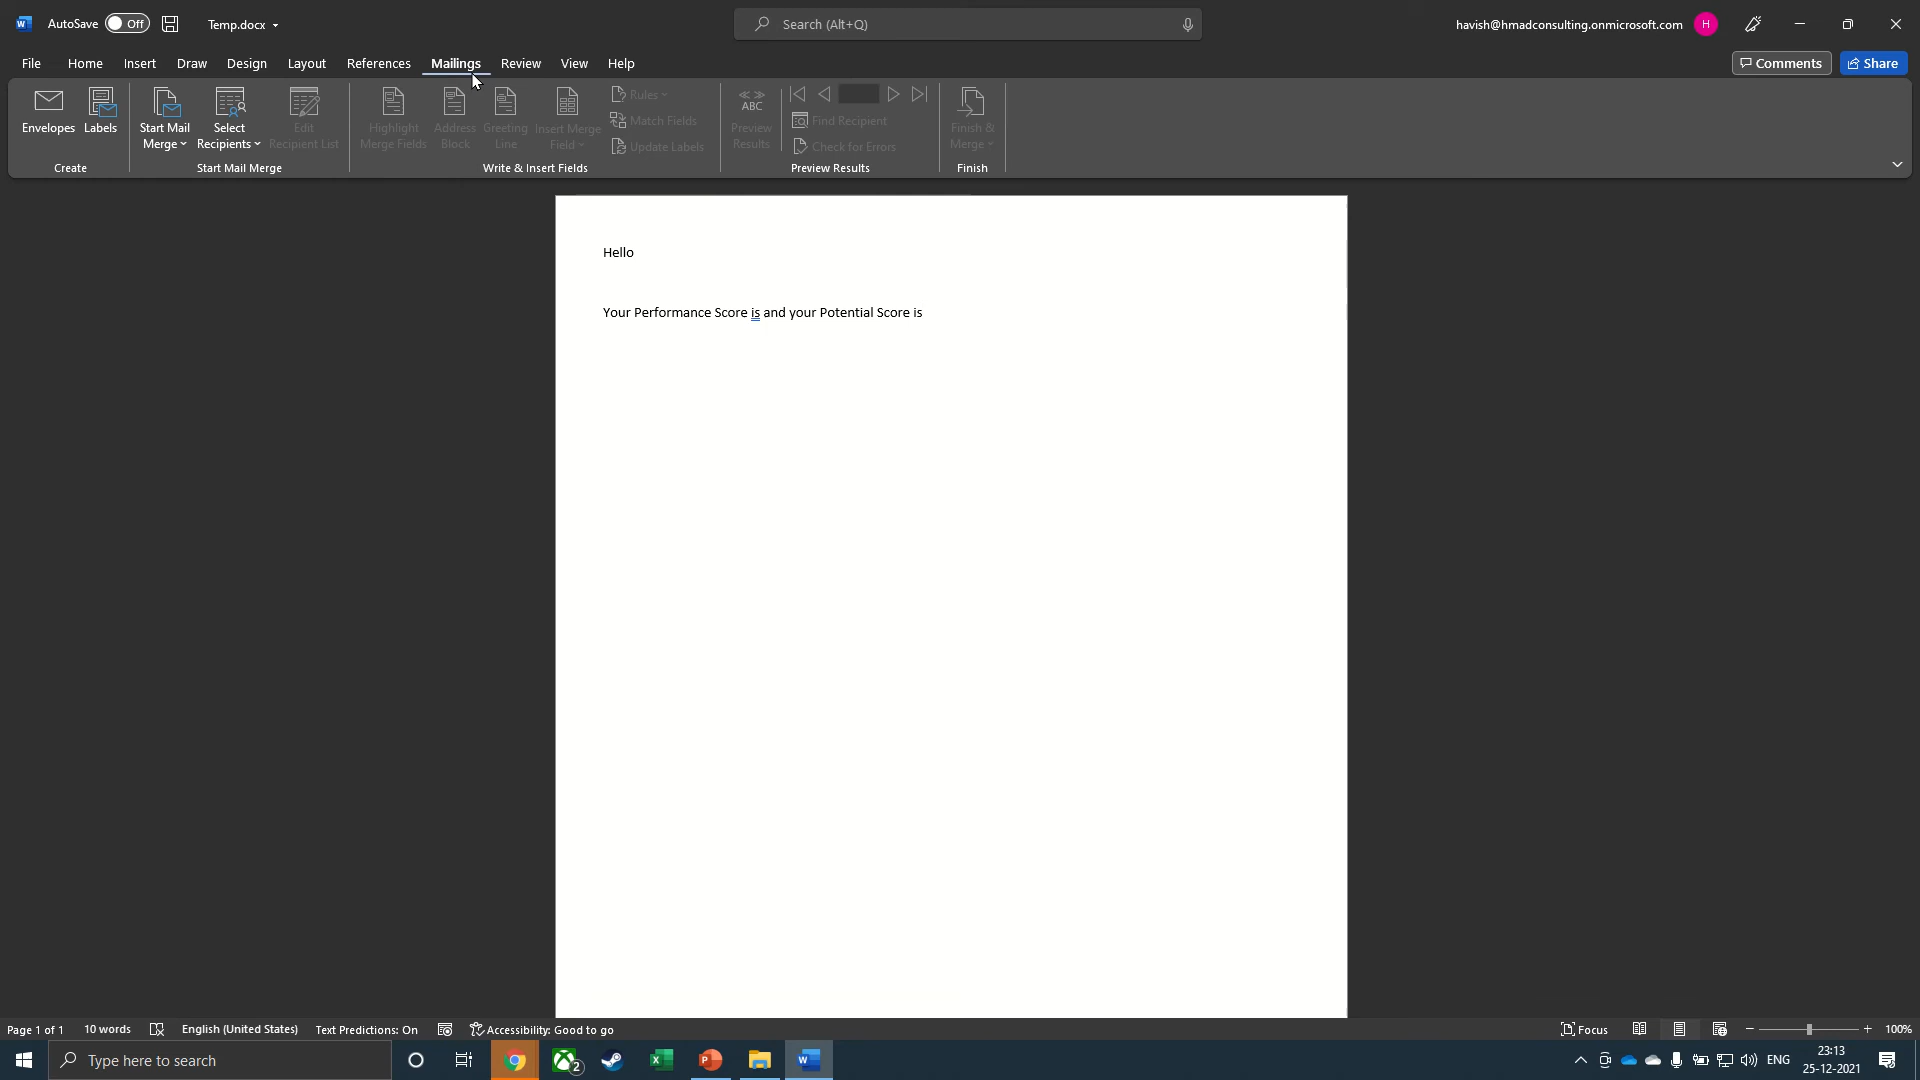 AutoSave Off Temp.docx Search (Alt+Q) havish@hmadconsulting.onmicrosoft.com H
File Home Insert Draw Design Layout References Mailings Review View Help Comments Share
Envelopes
Labels
Start Mail
Merge
Select
Recipients
Edit
Recipient List
Highlight
Merge Fields
Address
Block
Greeting
Line
Insert Merge
Field
Rules
Match Fields
Update Labels
ABC
Preview
Results
Find Recipient
Check for Errors
Finish &
Merge
Create Start Mail Merge Write & Insert Fields Preview Results Finish
Hello
Your Performance Score is and your Potential Score is
Page 1 of 1 10 words English (United States) Text Predictions: On Accessibility: Good to go Focus 100%
Type here to search 2 ENG
23:13
25-12-2021